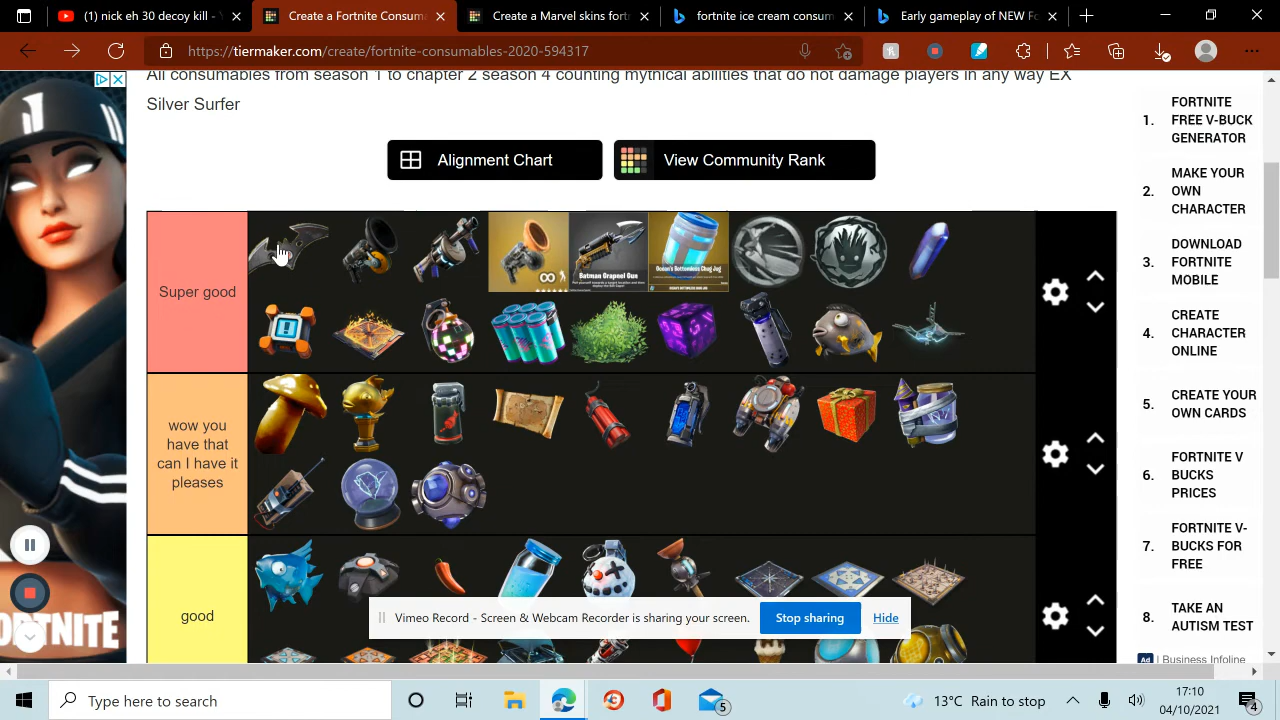 (1) nick eh 30 decoy kill - Y
Create a Fortnite Consuma
Create a Marvel skins fort
fortnite ice cream consum
Early gameplay of NEW Fo
https://tiermaker.com/create/fortnite-consumables-2020-594317
All consumables from season 1 to chapter 2 season 4 counting mythical abilities that do not damage players in any way EX
Silver Surfer
Alignment Chart
View Community Rank
Super good
Batman Grapnel Gun
Ocean's Bottomless Chug Jug
wow you
have that
can I have it
pleases
good
Vimeo Record - Screen & Webcam Recorder is sharing your screen.
Stop sharing
Hide
1. FORTNITE
FREE V-BUCK
GENERATOR
2. MAKE YOUR
OWN
CHARACTER
3. DOWNLOAD
FORTNITE
MOBILE
4. CREATE
CHARACTER
ONLINE
5. CREATE YOUR
OWN CARDS
6. FORTNITE V
BUCKS
PRICES
7. FORTNITE V-
BUCKS FOR
FREE
8. TAKE AN
AUTISM TEST
Ad | Business Infoline
RTNITE
Type here to search
5
13°C Rain to stop
17:10
04/10/2021
4